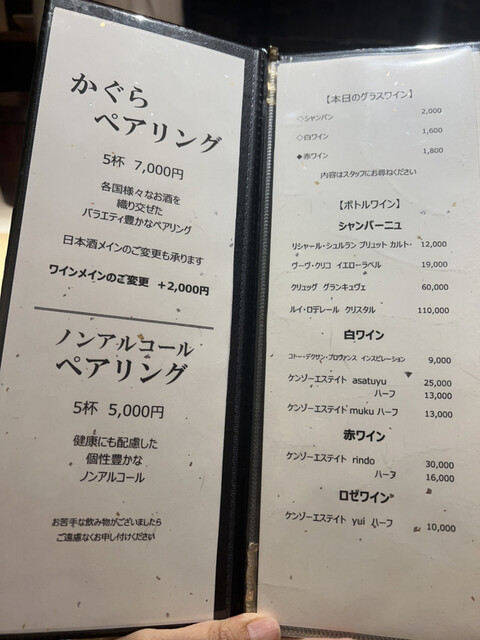 かぐら
ペアリング
5杯 7,000円
各国様々なお酒を
織り交ぜた
バラエティ豊かなペアリング
日本酒メインのご変更も承ります
ワインメインのご変更 +2,000円
ノンアルコール
ペアリング
5杯 5,000円
健康にも配慮した
個性豊かな
ノンアルコール
お苦手な飲み物がございましたら
ご遠慮なくお申し付けください
【本日のグラスワイン】
◇シャンパン 2,000
◇白ワイン 1,600
◆赤ワイン 1,800
内容はスタッフにお尋ねください
【ボトルワイン】
シャンパーニュ
リシャール・シュルラン ブリュット カルト・ 12,000
ヴーヴ・クリコ イエローラベル 19,000
クリュッグ グランキュヴェ 60,000
ルイ・ロデレール クリスタル 110,000
白ワイン
コトー・デクサン・プロヴァンス インスピレーション 9,000
ケンゾーエステイト asatuyu 25,000
ハーフ 13,000
ケンゾーエステイト muku ハーフ 13,000
赤ワイン
ケンゾーエステイト rindo 30,000
ハーフ 16,000
ロゼワイン
ケンゾーエステイト yui ハーフ 10,000